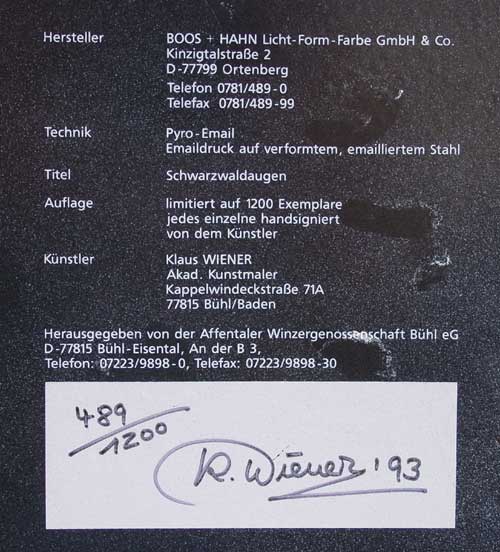 Hersteller BOOS + HAHN Licht-Form-Farbe GmbH & Co.
Kinzigtalstraße 2
D-77799 Ortenberg
Telefon 0781/489-0
Telefax 0781/489-99
Technik Pyro-Email
Emaildruck auf verformtem, emailliertem Stahl
Titel Schwarzwaldaugen
Auflage limitiert auf 1200 Exemplare
jedes einzelne handsigniert
von dem Künstler
Künstler Klaus WIENER
Akad. Kunstmaler
Kappelwindeckstraße 71A
77815 Bühl/Baden
Herausgegeben von der Affentaler Winzergenossenschaft Bühl eG
D-77815 Bühl-Eisental, An der B 3,
Telefon: 07223/9898-0, Telefax: 07223/9898-30
489/1200
K. Wiener '93